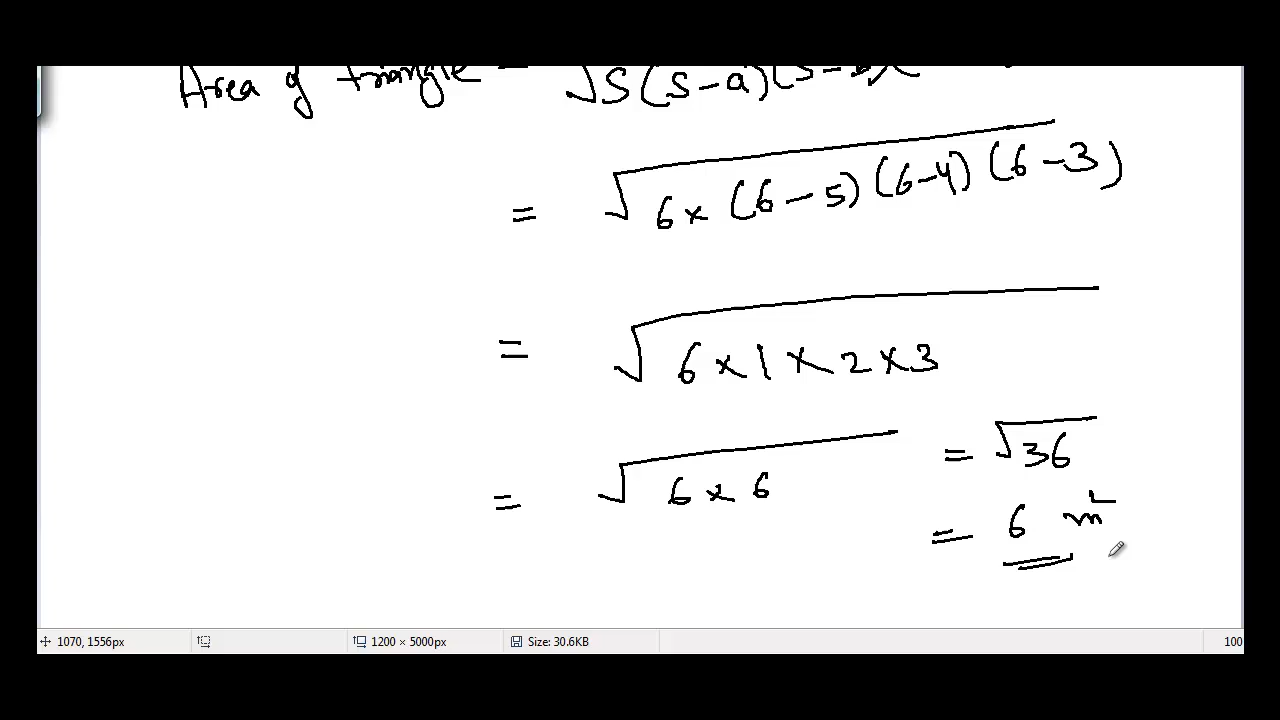 Area of triangle = √S(S-a)(S-b)(
= √6×(6-5)(6-4)(6-3)
= √6×1×2×3
= √6×6 = √36
= 6 m²
1070, 1556px 1200 × 5000px Size: 30.6KB 100